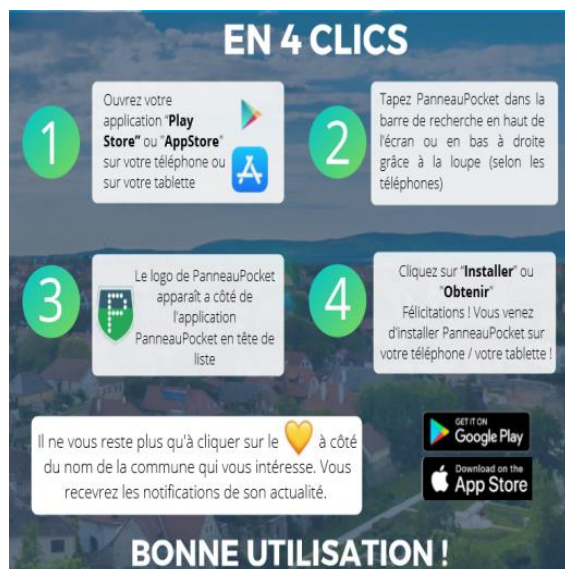 EN 4 CLICS
1
Ouvrez votre
application "Play
Store" ou "AppStore"
sur votre téléphone ou
sur votre tablette
2
Tapez PanneauPocket dans la
barre de recherche en haut de
l'écran ou en bas à droite
grâce à la loupe (selon les
téléphones)
3
Le logo de PanneauPocket
apparaît a côté de
l'application
PanneauPocket en tête de
liste
4
Cliquez sur "Installer" ou
"Obtenir"
Félicitations ! Vous venez
d'installer PanneauPocket sur
votre téléphone / votre tablette !
Il ne vous reste plus qu'à cliquer sur le 💛 à côté
du nom de la commune qui vous intéresse. Vous
recevrez les notifications de son actualité.
GET IT ON
Google Play
Download on the
App Store
BONNE UTILISATION !